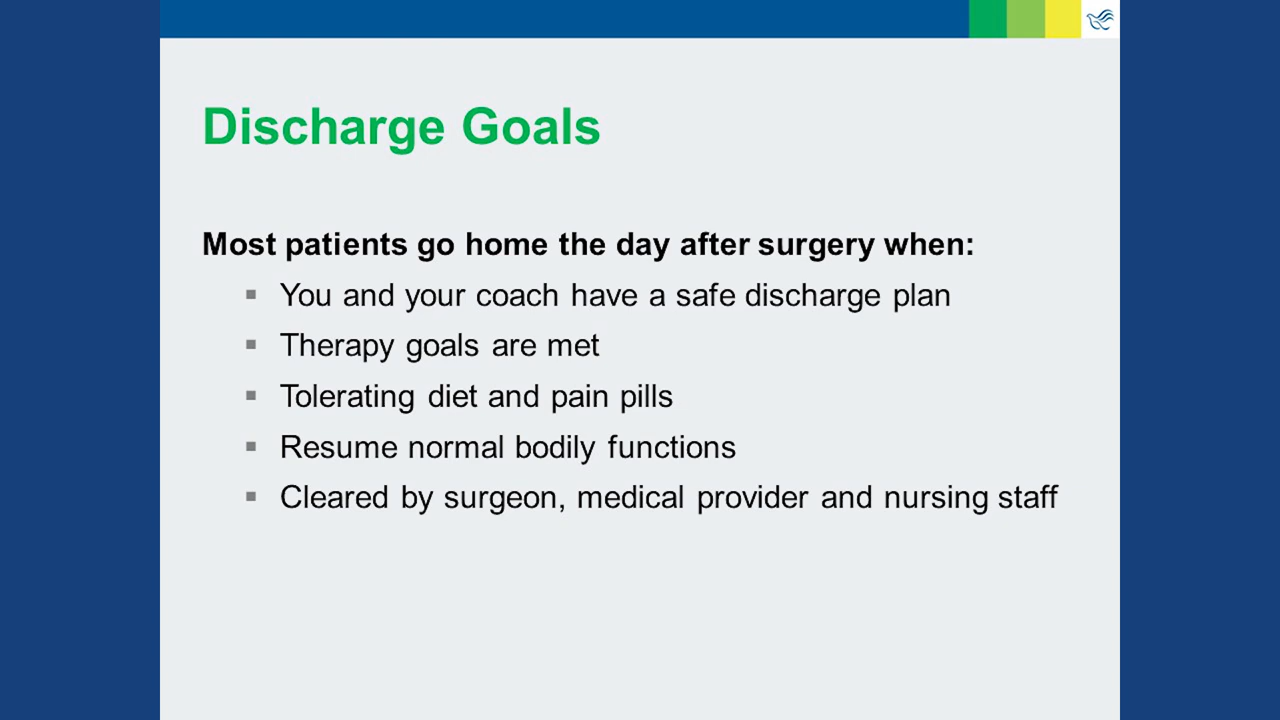 Discharge Goals
Most patients go home the day after surgery when:
▪ You and your coach have a safe discharge plan
▪ Therapy goals are met
▪ Tolerating diet and pain pills
▪ Resume normal bodily functions
▪ Cleared by surgeon, medical provider and nursing staff